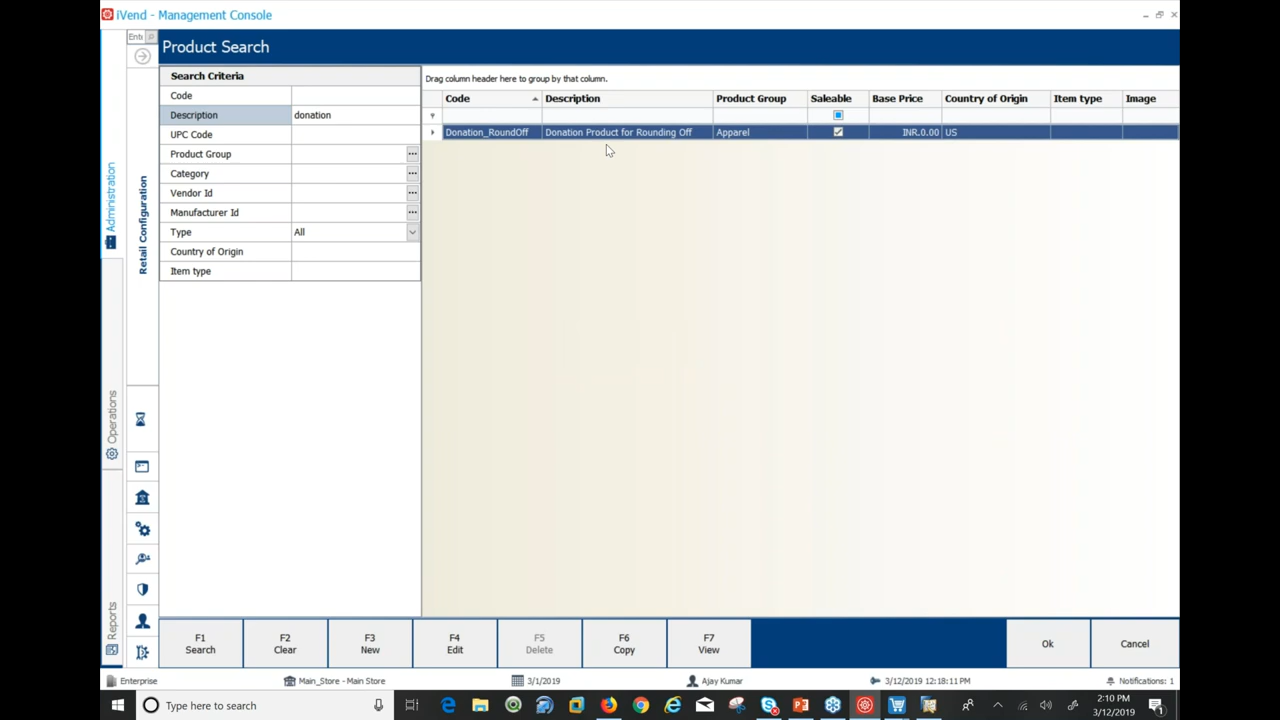 iVend - Management Console
Ente
Product Search
Search Criteria
Code
Description donation
UPC Code
Product Group
Category
Vendor Id
Manufacturer Id
Type All
Country of Origin
Item type
Drag column header here to group by that column.
Code Description Product Group Saleable Base Price Country of Origin Item type Image
Donation_RoundOff Donation Product for Rounding Off Apparel INR.0.00 US
Administration
Retail Configuration
Operations
Reports
F1 F2 F3 F4 F5 F6 F7
Search Clear New Edit Delete Copy View Ok Cancel
Enterprise Main_Store - Main Store 3/1/2019 Ajay Kumar 3/12/2019 12:18:11 PM Notifications: 1
Type here to search
2:10 PM
3/12/2019
1